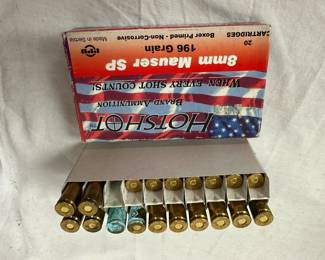 HOTSHOT
BRAND AMMUNITION
WHEN EVERY SHOT COUNTS!
8mm Mauser SP
196 Grain
Boxer Primed - Non-Corrosive
20 CARTRIDGES
Made in Serbia
PPU